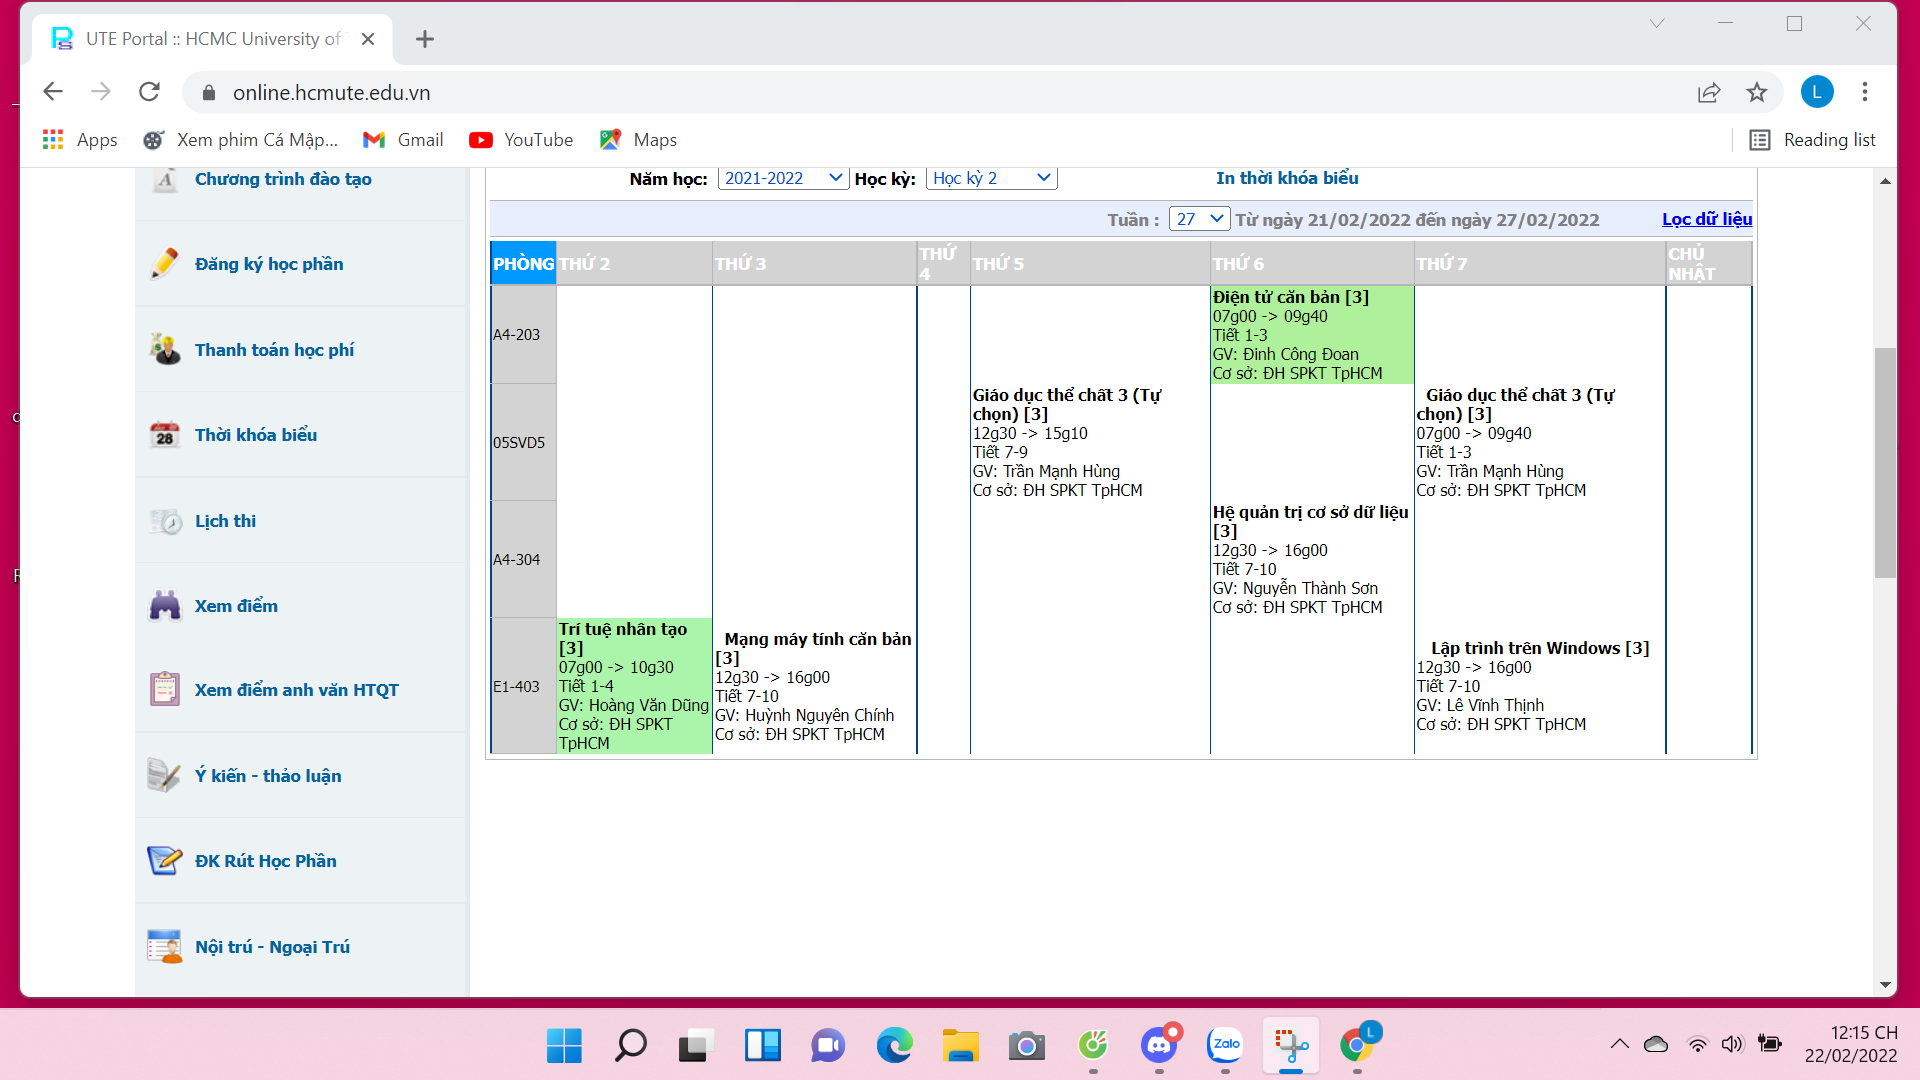 UTE Portal :: HCMC University of
online.hcmute.edu.vn
L
Apps
Xem phim Cá Mập...
Gmail
YouTube
Maps
Reading list
Chương trình đào tạo
Đăng ký học phần
Thanh toán học phí
28
Thời khóa biểu
Lịch thi
Xem điểm
Xem điểm anh văn HTQT
Ý kiến - thảo luận
ĐK Rút Học Phần
Nội trú - Ngoại Trú
Năm học: 2021-2022 Học kỳ: Học kỳ 2 In thời khóa biểu
Tuần : 27 Từ ngày 21/02/2022 đến ngày 27/02/2022 Lọc dữ liệu
PHÒNG THỨ 2 THỨ 3 THỨ 4 THỨ 5 THỨ 6 THỨ 7 CHỦ NHẬT
A4-203
Điện tử căn bản [3]
07g00 -> 09g40
Tiết 1-3
GV: Đinh Công Đoan
Cơ sở: ĐH SPKT TpHCM
05SVD5
Giáo dục thể chất 3 (Tự
chọn) [3]
12g30 -> 15g10
Tiết 7-9
GV: Trần Mạnh Hùng
Cơ sở: ĐH SPKT TpHCM
Giáo dục thể chất 3 (Tự
chọn) [3]
07g00 -> 09g40
Tiết 1-3
GV: Trần Mạnh Hùng
Cơ sở: ĐH SPKT TpHCM
A4-304
Hệ quản trị cơ sở dữ liệu
[3]
12g30 -> 16g00
Tiết 7-10
GV: Nguyễn Thành Sơn
Cơ sở: ĐH SPKT TpHCM
E1-403
Trí tuệ nhân tạo
[3]
07g00 -> 10g30
Tiết 1-4
GV: Hoàng Văn Dũng
Cơ sở: ĐH SPKT
TpHCM
Mạng máy tính căn bản
[3]
12g30 -> 16g00
Tiết 7-10
GV: Huỳnh Nguyên Chính
Cơ sở: ĐH SPKT TpHCM
Lập trình trên Windows [3]
12g30 -> 16g00
Tiết 7-10
GV: Lê Vĩnh Thịnh
Cơ sở: ĐH SPKT TpHCM
Zalo
L
12:15 CH
22/02/2022